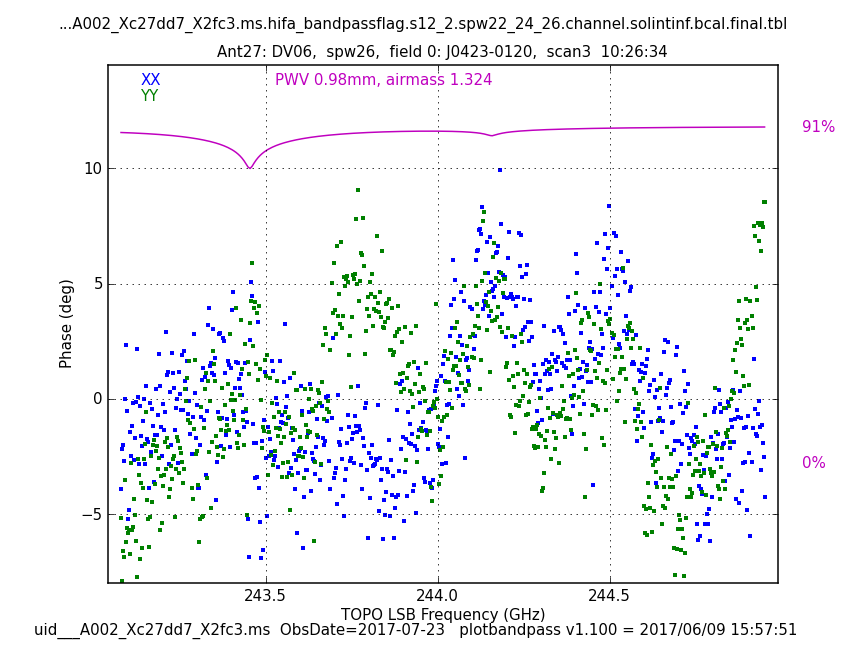 ...A002_Xc27dd7_X2fc3.ms.hifa_bandpassflag.s12_2.spw22_24_26.channel.solintinf.bcal.final.tbl
Ant27: DV06,  spw26,  field 0: J0423-0120,  scan3  10:26:34
XX
PWV 0.98mm, airmass 1.324
YY
91%
10
5
Phase (deg)
0
0%
−5
243.5
244.0
244.5
TOPO LSB Frequency (GHz)
uid___A002_Xc27dd7_X2fc3.ms  ObsDate=2017-07-23   plotbandpass v1.100 = 2017/06/09 15:57:51